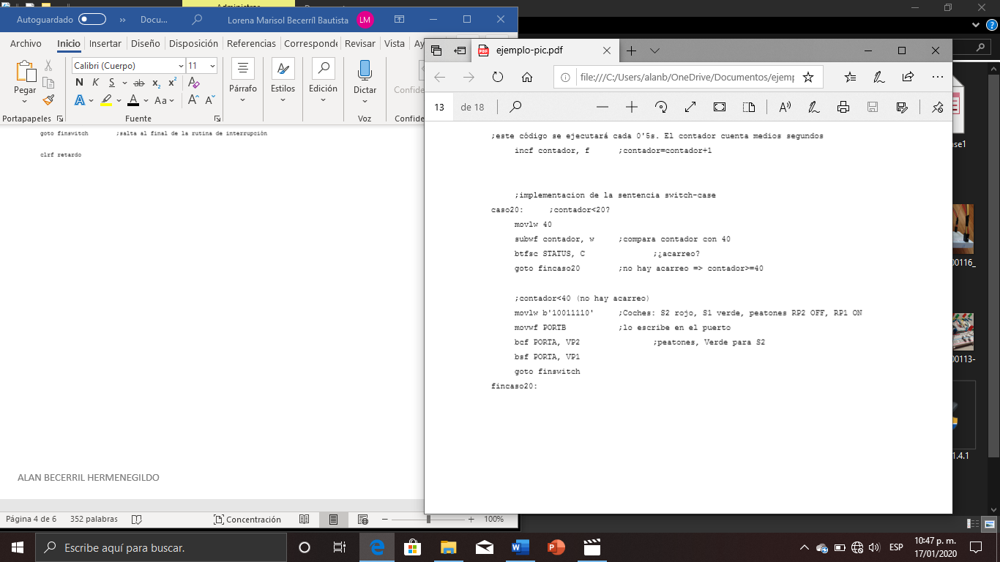 Administrar
Autoguardado
Docu...
Lorena Marisol Becerríl Bautista
LM
Archivo Inicio Insertar Diseño Disposición Referencias Corresponde Revisar Vista Ay
Calibri (Cuerpo) 11
Pegar
N K S ab x₂ x²
A A Aa A A
Párrafo
Estilos
Edición
Dictar
Confide
Portapapeles
Fuente
Voz
Confide
goto finswitch ;salta al final de la rutina de interrupción
clrf retardo
ALAN BECERRIL HERMENEGILDO
Página 4 de 6 352 palabras Concentración 100%
PDF ejemplo-pic.pdf
file:///C:/Users/alanb/OneDrive/Documentos/ejemp
13 de 18
;este código se ejecutará cada 0'5s. El contador cuenta medios segundos
incf contador, f ;contador=contador+1
;implementacion de la sentencia switch-case
caso20: ;contador<20?
movlw 40
subwf contador, w ;compara contador con 40
btfsc STATUS, C ;¿acarreo?
goto fincaso20 ;no hay acarreo => contador>=40
;contador<40 (no hay acarreo)
movlw b'10011110' ;Coches: S2 rojo, S1 verde, peatones RP2 OFF, RP1 ON
movwf PORTB ;lo escribe en el puerto
bcf PORTA, VP2 ;peatones, Verde para S2
bsf PORTA, VP1
goto finswitch
fincaso20:
ase1
00116_
00113-
1.4.1
Escribe aquí para buscar.
ESP
10:47 p. m.
17/01/2020